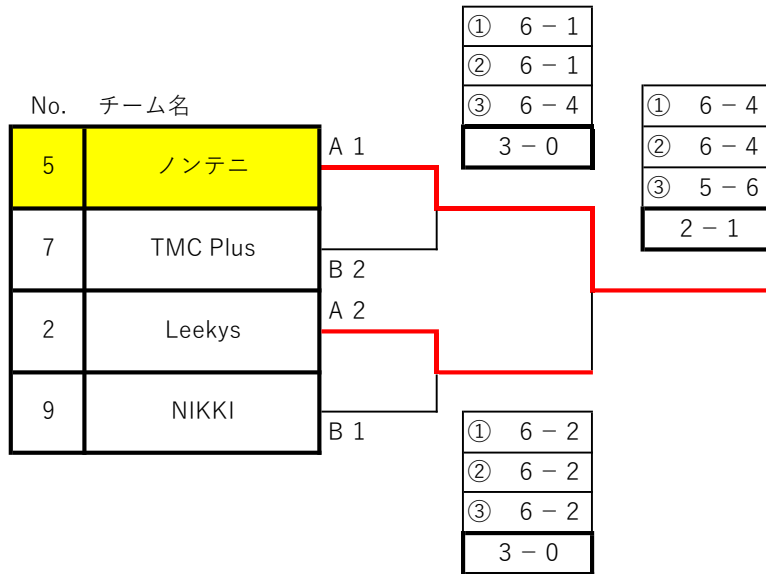 ① 6 － 1
② 6 － 1
③ 6 － 4
3 － 0
① 6 － 4
② 6 － 4
③ 5 － 6
2 － 1
No. チーム名
5 ノンテニ A 1
7 TMC Plus B 2
2 Leekys A 2
9 NIKKI B 1
① 6 － 2
② 6 － 2
③ 6 － 2
3 － 0